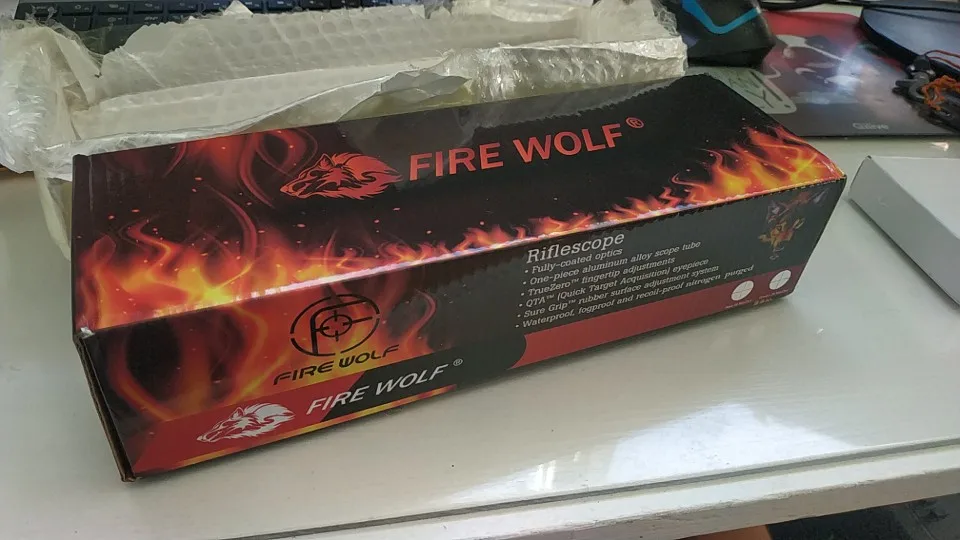 FIRE WOLF®
Riflescope
• Fully-coated optics
• One-piece aluminum alloy scope tube
• TrueZero™ fingertip adjustments
• QTA™ (Quick Target Acquisition) eyepiece
• Sure Grip™ rubber surface adjustment system
• Waterproof, fogproof and recoil-proof nitrogen purged
FIRE WOLF
FIRE WOLF®